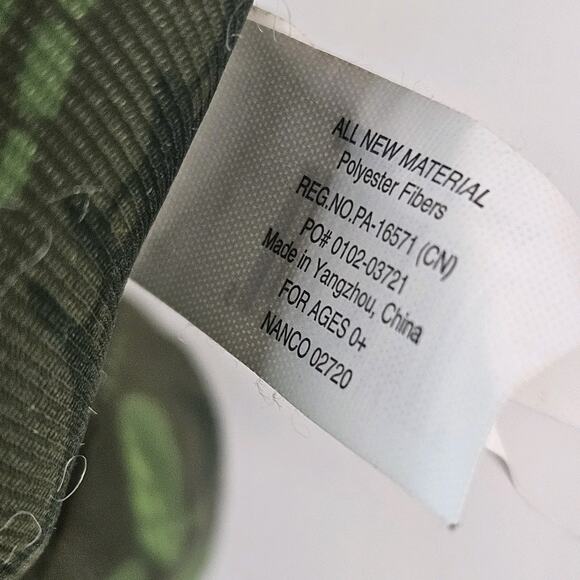 ALL NEW MATERIAL
Polyester Fibers
REG.NO.PA-16571 (CN)
PO# 0102-03721
Made in Yangzhou, China
FOR AGES 0+
NANCO 02720